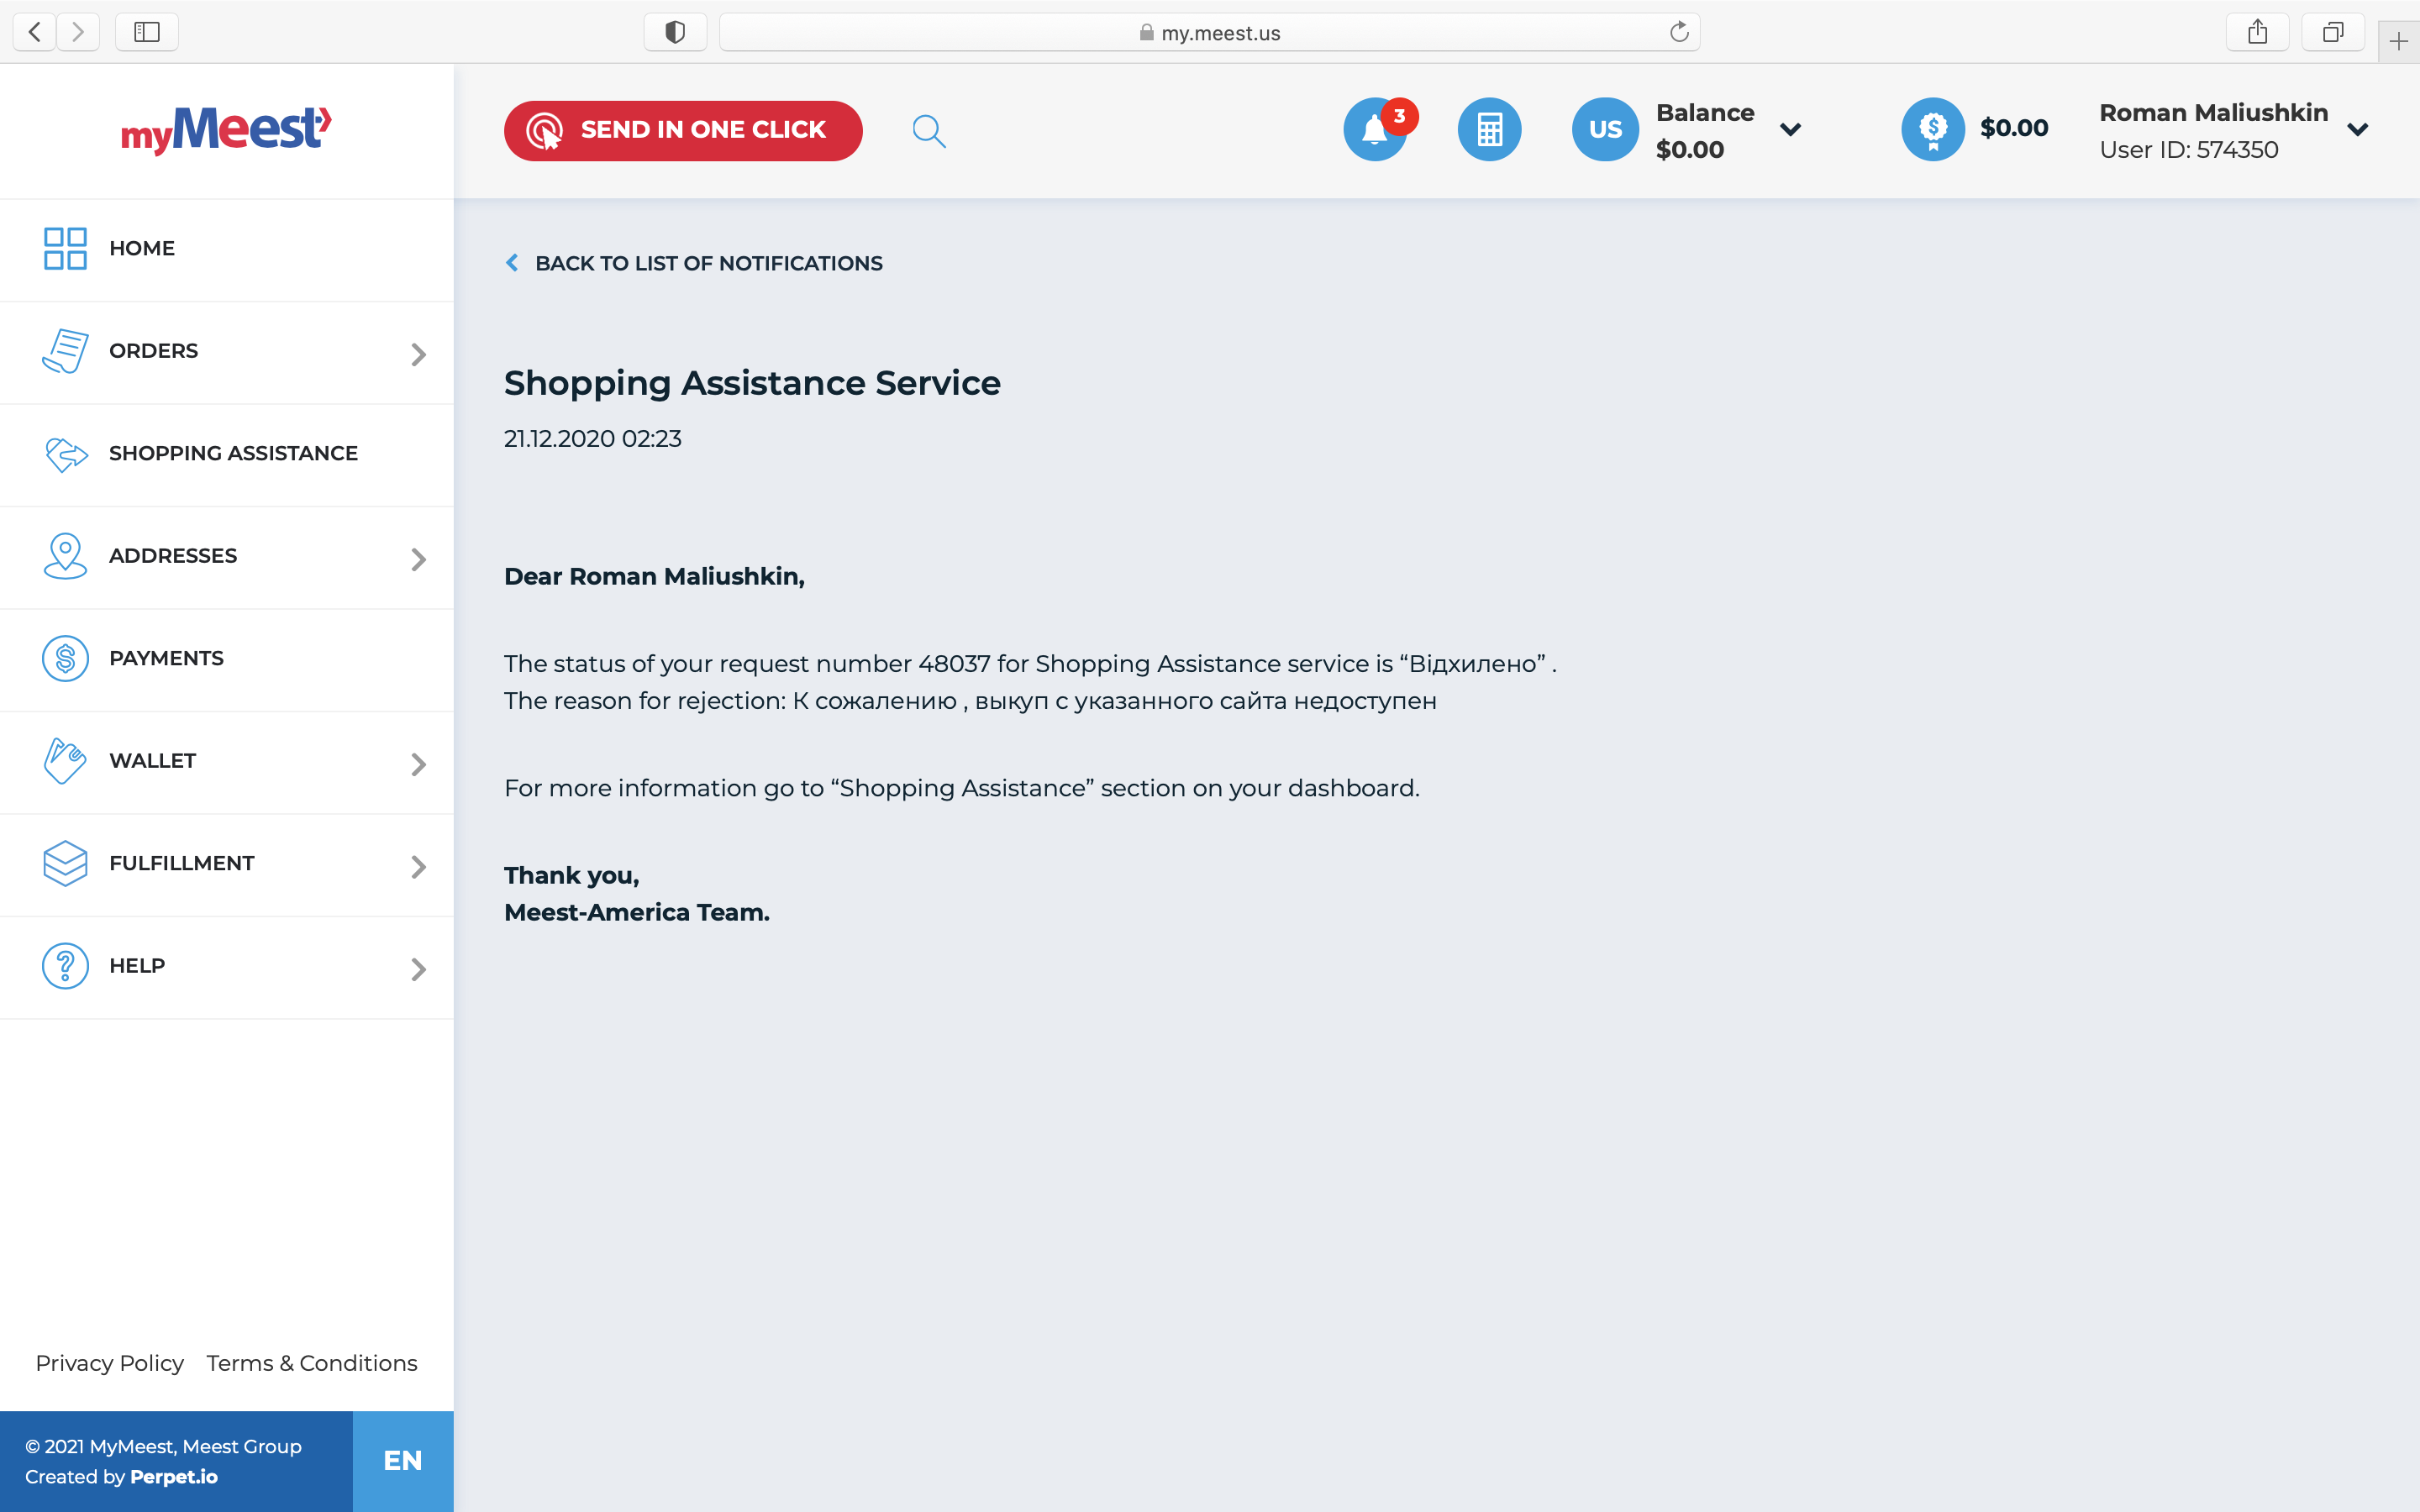 my.meest.us
myMeest
SEND IN ONE CLICK
3
US
Balance
$0.00
$0.00
Roman Maliushkin
User ID: 574350
HOME
ORDERS
SHOPPING ASSISTANCE
ADDRESSES
PAYMENTS
WALLET
FULFILLMENT
HELP
Privacy Policy
Terms & Conditions
© 2021 MyMeest, Meest Group
Created by Perpet.io
EN
BACK TO LIST OF NOTIFICATIONS
Shopping Assistance Service
21.12.2020 02:23
Dear Roman Maliushkin,
The status of your request number 48037 for Shopping Assistance service is “Відхилено” .
The reason for rejection: К сожалению , выкуп с указанного сайта недоступен
For more information go to “Shopping Assistance” section on your dashboard.
Thank you,
Meest-America Team.